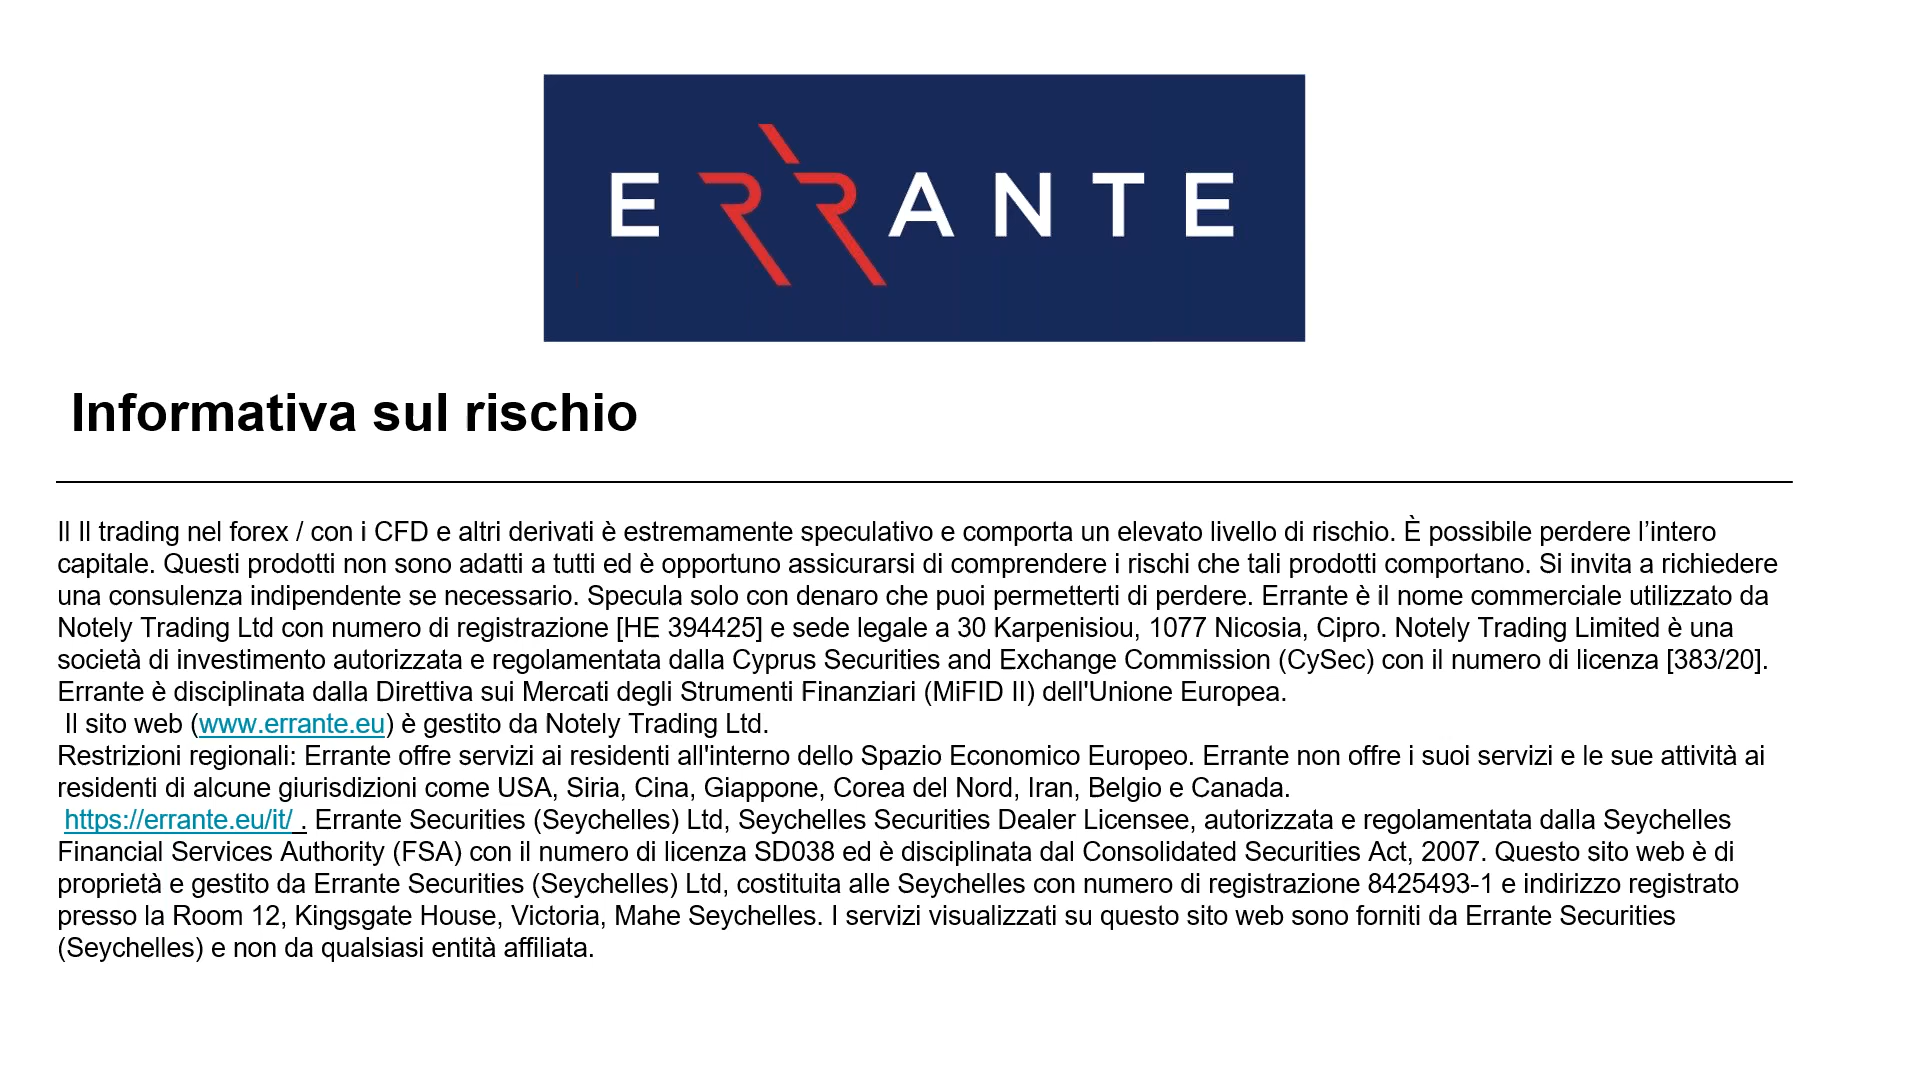 ERRANTE
Informativa sul rischio
Il Il trading nel forex / con i CFD e altri derivati è estremamente speculativo e comporta un elevato livello di rischio. È possibile perdere l’intero
capitale. Questi prodotti non sono adatti a tutti ed è opportuno assicurarsi di comprendere i rischi che tali prodotti comportano. Si invita a richiedere
una consulenza indipendente se necessario. Specula solo con denaro che puoi permetterti di perdere. Errante è il nome commerciale utilizzato da
Notely Trading Ltd con numero di registrazione [HE 394425] e sede legale a 30 Karpenisiou, 1077 Nicosia, Cipro. Notely Trading Limited è una
società di investimento autorizzata e regolamentata dalla Cyprus Securities and Exchange Commission (CySec) con il numero di licenza [383/20].
Errante è disciplinata dalla Direttiva sui Mercati degli Strumenti Finanziari (MiFID II) dell'Unione Europea.
Il sito web (www.errante.eu) è gestito da Notely Trading Ltd.
Restrizioni regionali: Errante offre servizi ai residenti all'interno dello Spazio Economico Europeo. Errante non offre i suoi servizi e le sue attività ai
residenti di alcune giurisdizioni come USA, Siria, Cina, Giappone, Corea del Nord, Iran, Belgio e Canada.
https://errante.eu/it/ . Errante Securities (Seychelles) Ltd, Seychelles Securities Dealer Licensee, autorizzata e regolamentata dalla Seychelles
Financial Services Authority (FSA) con il numero di licenza SD038 ed è disciplinata dal Consolidated Securities Act, 2007. Questo sito web è di
proprietà e gestito da Errante Securities (Seychelles) Ltd, costituita alle Seychelles con numero di registrazione 8425493-1 e indirizzo registrato
presso la Room 12, Kingsgate House, Victoria, Mahe Seychelles. I servizi visualizzati su questo sito web sono forniti da Errante Securities
(Seychelles) e non da qualsiasi entità affiliata.